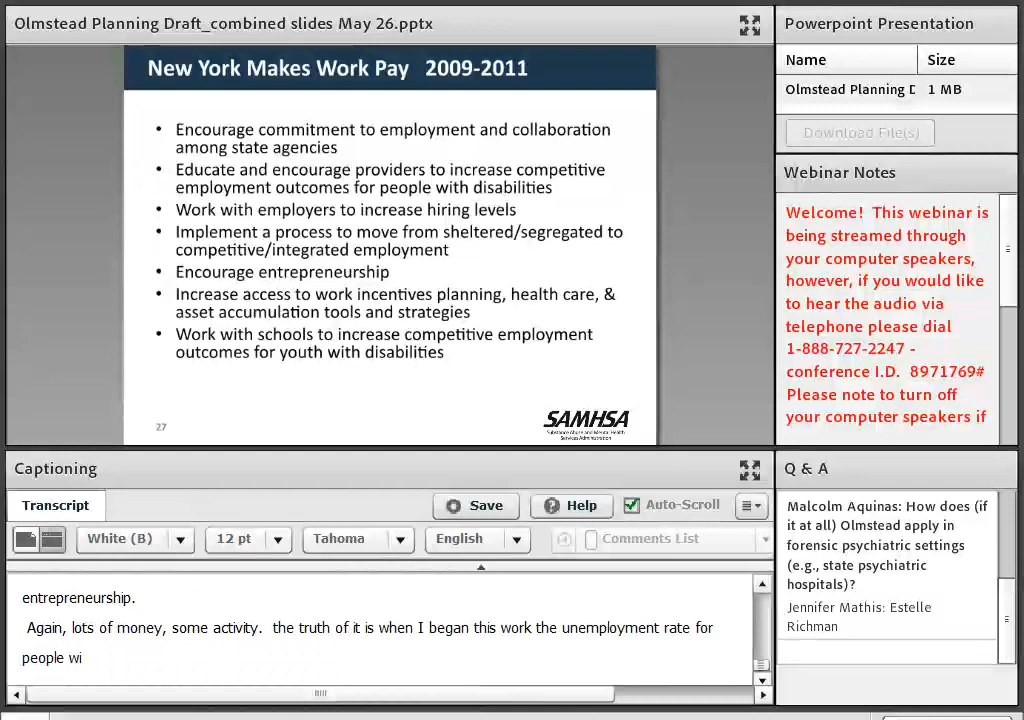 Olmstead Planning Draft_combined slides May 26.pptx
New York Makes Work Pay 2009-2011
• Encourage commitment to employment and collaboration
among state agencies
• Educate and encourage providers to increase competitive
employment outcomes for people with disabilities
• Work with employers to increase hiring levels
• Implement a process to move from sheltered/segregated to
competitive/integrated employment
• Encourage entrepreneurship
• Increase access to work incentives planning, health care, &
asset accumulation tools and strategies
• Work with schools to increase competitive employment
outcomes for youth with disabilities
27
SAMHSA
Substance Abuse and Mental Health
Services Administration
Powerpoint Presentation
Name Size
Olmstead Planning D 1 MB
Download File(s)
Webinar Notes
Welcome! This webinar is
being streamed through
your computer speakers,
however, if you would like
to hear the audio via
telephone please dial
1-888-727-2247 -
conference I.D. 8971769#
Please note to turn off
your computer speakers if
Captioning
Transcript
Save
Help
Auto-Scroll
White (B)
12 pt
Tahoma
English
Comments List
entrepreneurship.
Again, lots of money, some activity. the truth of it is when I began this work the unemployment rate for
people wi
Q & A
Malcolm Aquinas: How does (if
it at all) Olmstead apply in
forensic psychiatric settings
(e.g., state psychiatric
hospitals)?
Jennifer Mathis: Estelle
Richman